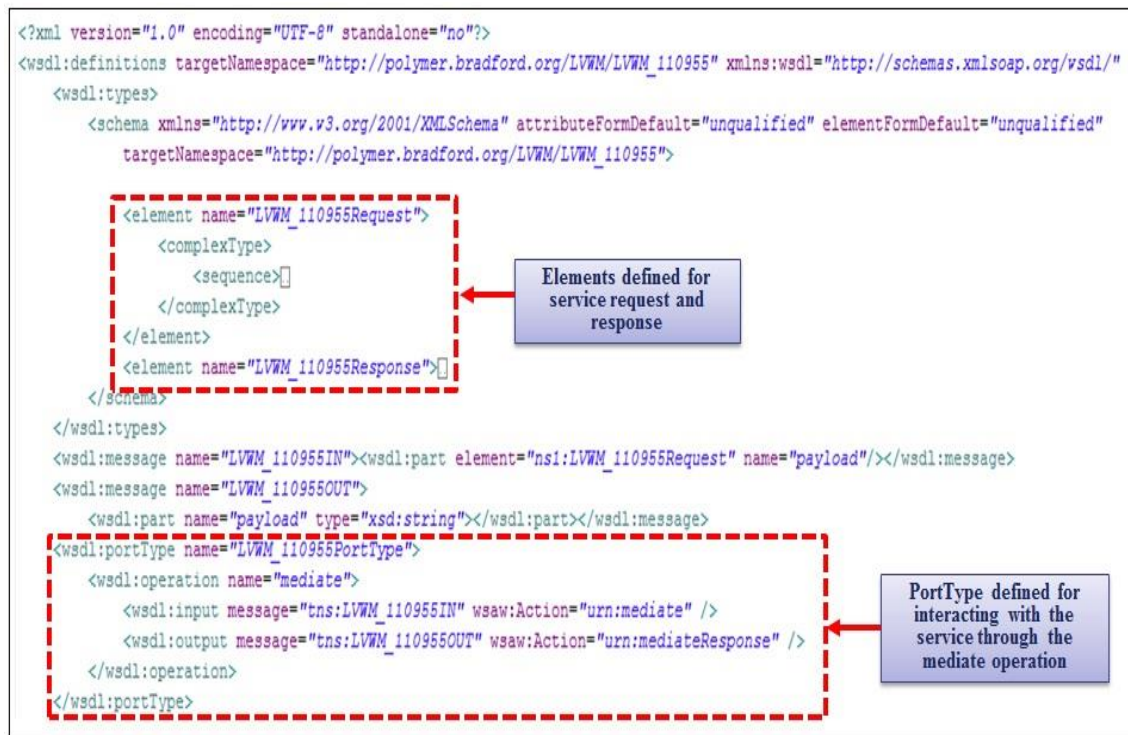 <?xml version="1.0" encoding="UTF-8" standalone="no"?>
<wsdl:definitions targetNamespace="http://polymer.bradford.org/LVWM/LVWM_110955" xmlns:wsdl="http://schemas.xmlsoap.org/wsdl/"
<wsdl:types>
<schema xmlns="http://www.w3.org/2001/XMLSchema" attributeFormDefault="unqualified" elementFormDefault="unqualified"
targetNamespace="http://polymer.bradford.org/LVWM/LVWM_110955">
<element name="LVWM_110955Request">
<complexType>
<sequence>
</complexType>
</element>
<element name="LVWM_110955Response">
</schema>
</wsdl:types>
Elements defined for
service request and
response
<wsdl:message name="LVWM_110955IN"><wsdl:part element="ns1:LVWM_110955Request" name="payload"/></wsdl:message>
<wsdl:message name="LVWM_110955OUT">
<wsdl:part name="payload" type="xsd:string"></wsdl:part></wsdl:message>
<wsdl:portType name="LVWM_110955PortType">
<wsdl:operation name="mediate">
<wsdl:input message="tns:LVWM_110955IN" wsaw:Action="urn:mediate" />
<wsdl:output message="tns:LVWM_110955OUT" wsaw:Action="urn:mediateResponse" />
</wsdl:operation>
</wsdl:portType>
PortType defined for
interacting with the
service through the
mediate operation